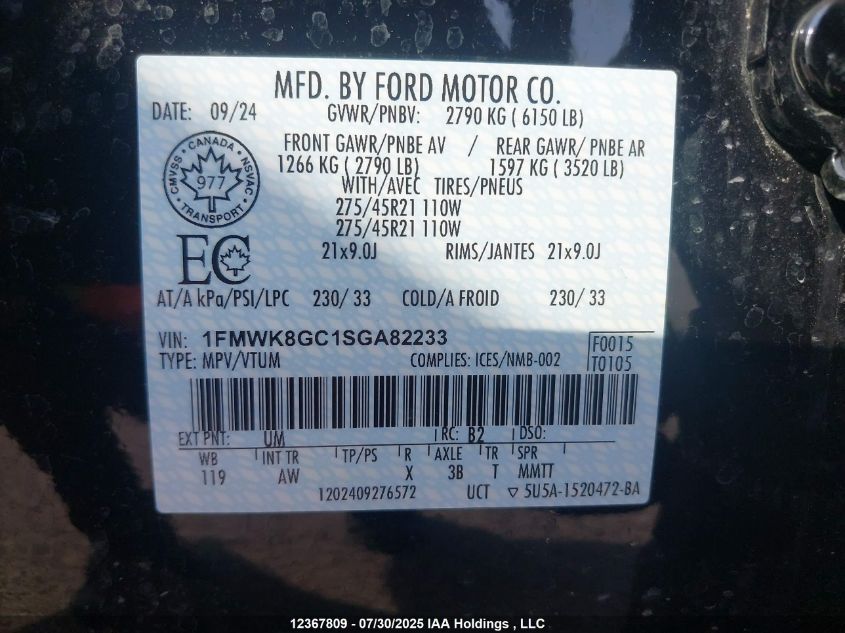 MFD. BY FORD MOTOR CO.
DATE: 09/24 GVWR/PNBV: 2790 KG ( 6150 LB)
FRONT GAWR/PNBE AV / REAR GAWR/ PNBE AR
1266 KG ( 2790 LB) 1597 KG ( 3520 LB)
WITH/AVEC TIRES/PNEUS
275/45R21 110W
275/45R21 110W
CANADA
CMVSS NSVAC
977
TRANSPORT
EC
21x9.0J RIMS/JANTES 21x9.0J
AT/A kPa/PSI/LPC 230/ 33 COLD/A FROID 230/ 33
VIN: 1FMWK8GC1SGA82233
F0015
TYPE: MPV/VTUM COMPLIES: ICES/NMB-002
T0105
EXT PNT: UM RC: B2 DSO:
WB INT TR TP/PS R AXLE TR SPR
119 AW X 3B T MMTT
1202409276572 UCT ▽ 5U5A-1520472-BA
12367809 - 07/30/2025 IAA Holdings , LLC